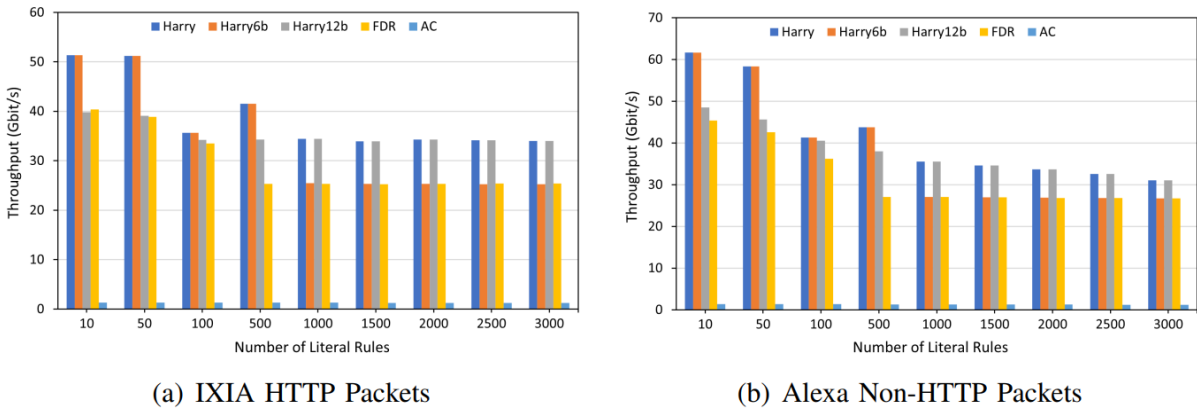 60
50
40
30
20
10
0
Throughput (Gbit/s)
Harry Harry6b Harry12b FDR AC
10 50 100 500 1000 1500 2000 2500 3000
Number of Literal Rules
(a) IXIA HTTP Packets
70
60
50
40
30
20
10
0
Throughput (Gbit/s)
Harry Harry6b Harry12b FDR AC
10 50 100 500 1000 1500 2000 2500 3000
Number of Literal Rules
(b) Alexa Non-HTTP Packets